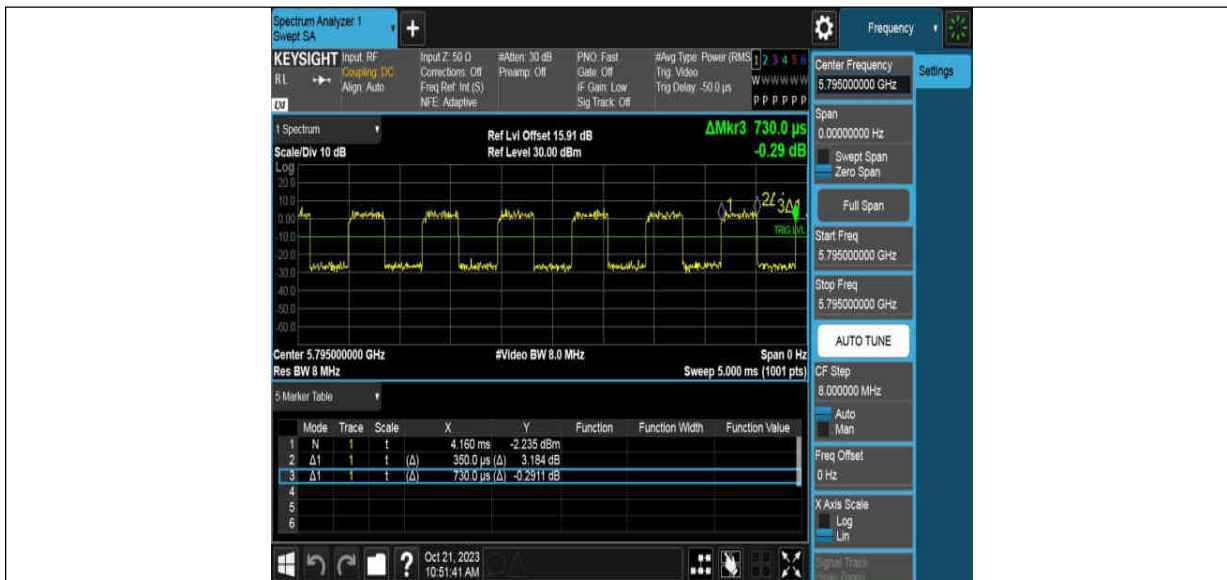 Spectrum Analyzer 1
Swept SA
+
Frequency
KEYSIGHT
RL
LXI
Input: RF
Coupling: DC
Align: Auto
Input Z: 50 Ω
Corrections: Off
Freq Ref: Int (S)
NFE: Adaptive
#Atten: 30 dB
Preamp: Off
PNO: Fast
Gate: Off
IF Gain: Low
Sig Track: Off
#Avg Type: Power (RMS
Trig: Video
Trig Delay: -50.0 µs
1 2 3 4 5 6
W W W W W W
P P P P P P
Center Frequency
5.795000000 GHz
Settings
1 Spectrum
Scale/Div 10 dB
Ref Lvl Offset 15.91 dB
Ref Level 30.00 dBm
ΔMkr3 730.0 µs
-0.29 dB
Log
20.0
10.0
0.00
-10.0
-20.0
-30.0
-40.0
-50.0
-60.0
1
3Δ1
TRIG LVL
Center 5.795000000 GHz
Res BW 8 MHz
#Video BW 8.0 MHz
Span 0 Hz
Sweep 5.000 ms (1001 pts)
Span
0.00000000 Hz
Swept Span
Zero Span
Full Span
Start Freq
5.795000000 GHz
Stop Freq
5.795000000 GHz
AUTO TUNE
CF Step
8.000000 MHz
Auto
Man
Freq Offset
0 Hz
X Axis Scale
Log
Lin
Signal Track
(Span Zoom)
5 Marker Table
Mode Trace Scale X Y Function Function Width Function Value
1 N 1 t 4.160 ms -2.235 dBm
2 Δ1 1 t (Δ) 350.0 µs (Δ) 3.184 dB
3 Δ1 1 t (Δ) 730.0 µs (Δ) -0.2911 dB
4
5
6
?
Oct 21, 2023
10:51:41 AM